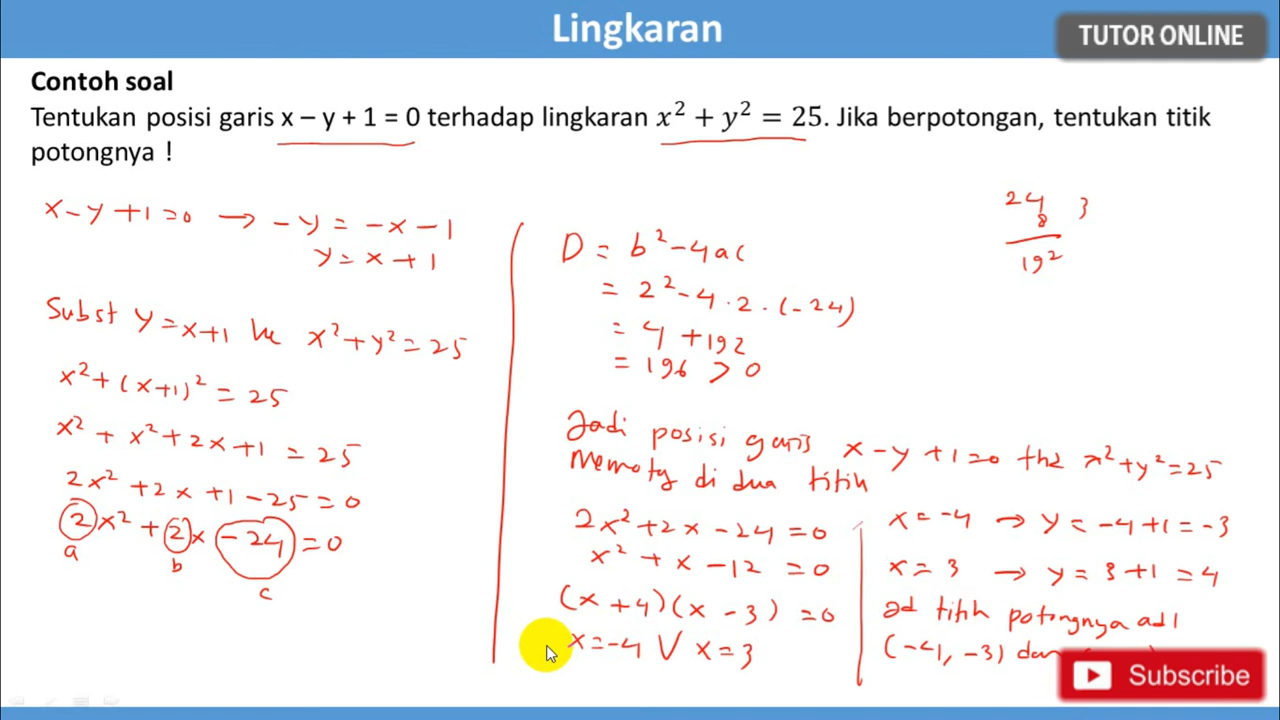 Lingkaran
TUTOR ONLINE
Contoh soal
Tentukan posisi garis x – y + 1 = 0 terhadap lingkaran x² + y² = 25. Jika berpotongan, tentukan titik
potongnya !
x - y + 1 = 0 → - y = - x - 1
y = x + 1
Subst y = x + 1 ke x² + y² = 25
x² + (x+1)² = 25
x² + x² + 2x + 1 = 25
2x² + 2x + 1 - 25 = 0
2x² + 2x - 24 = 0
a b c
24 3
8
192
D = b² - 4ac
= 2² - 4 . 2 . (-24)
= 4 + 192
= 196 > 0
Jadi posisi garis x - y + 1 = 0 thd x² + y² = 25
Memotg di dua titik
2x² + 2x - 24 = 0
x² + x - 12 = 0
(x + 4)(x - 3) = 0
x = -4 V x = 3
x = -4 → y = -4 + 1 = -3
x = 3 → y = 3 + 1 = 4
Jd titik potongnya adl
(-4, -3) dan
Subscribe